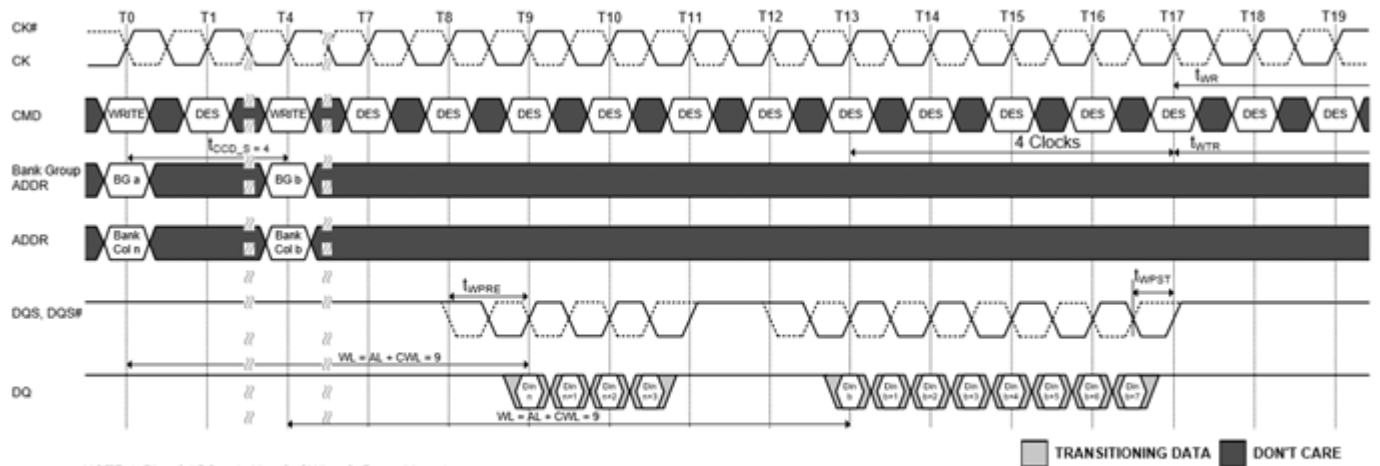 T0 T1 T4 T7 T8 T9 T10 T11 T12 T13 T14 T15 T16 T17 T18 T19
CK#
CK
tWR
CMD WRITE DES WRITE DES DES DES DES DES DES DES DES DES DES DES DES DES
tCCD_S = 4
4 Clocks
tWTR
Bank Group
ADDR
BG a BG b
ADDR
Bank
Col n
Bank
Col b
tWPRE
tWPST
DQS, DQS#
WL = AL + CWL = 9
DQ
Din
n
Din
n+1
Din
n+2
Din
n+3
Din
b
Din
b+1
Din
b+2
Din
b+3
Din
b+4
Din
b+5
Din
b+6
Din
b+7
WL = AL + CWL = 9
TRANSITIONING DATA DON'T CARE